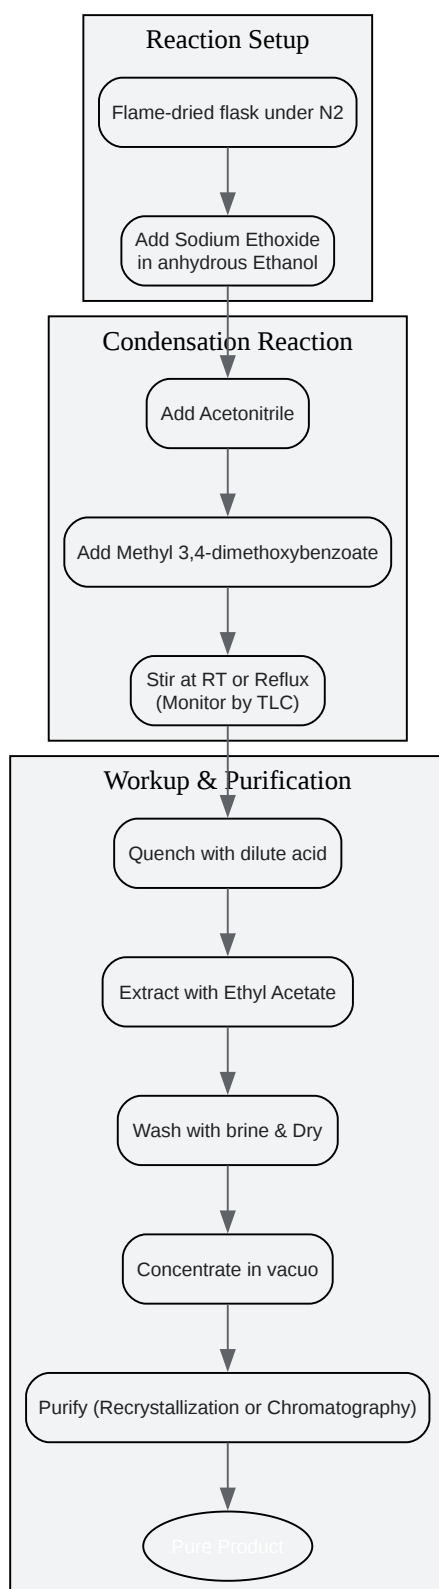 Reaction Setup
Flame-dried flask under N2
Add Sodium Ethoxide
in anhydrous Ethanol
Condensation Reaction
Add Acetonitrile
Add Methyl 3,4-dimethoxybenzoate
Stir at RT or Reflux
(Monitor by TLC)
Workup & Purification
Quench with dilute acid
Extract with Ethyl Acetate
Wash with brine & Dry
Concentrate in vacuo
Purify (Recrystallization or Chromatography)
Pure Product